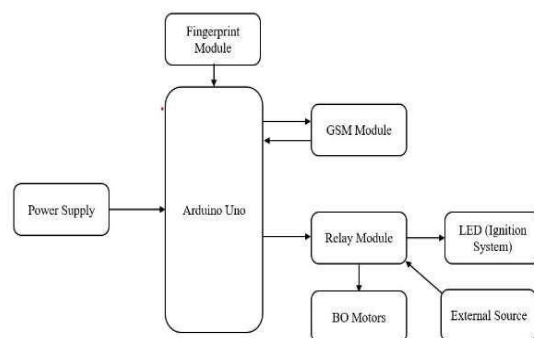 Fingerprint
Module
GSM Module
Power Supply
Arduino Uno
Relay Module
LED (Ignition
System)
BO Motors
External Source